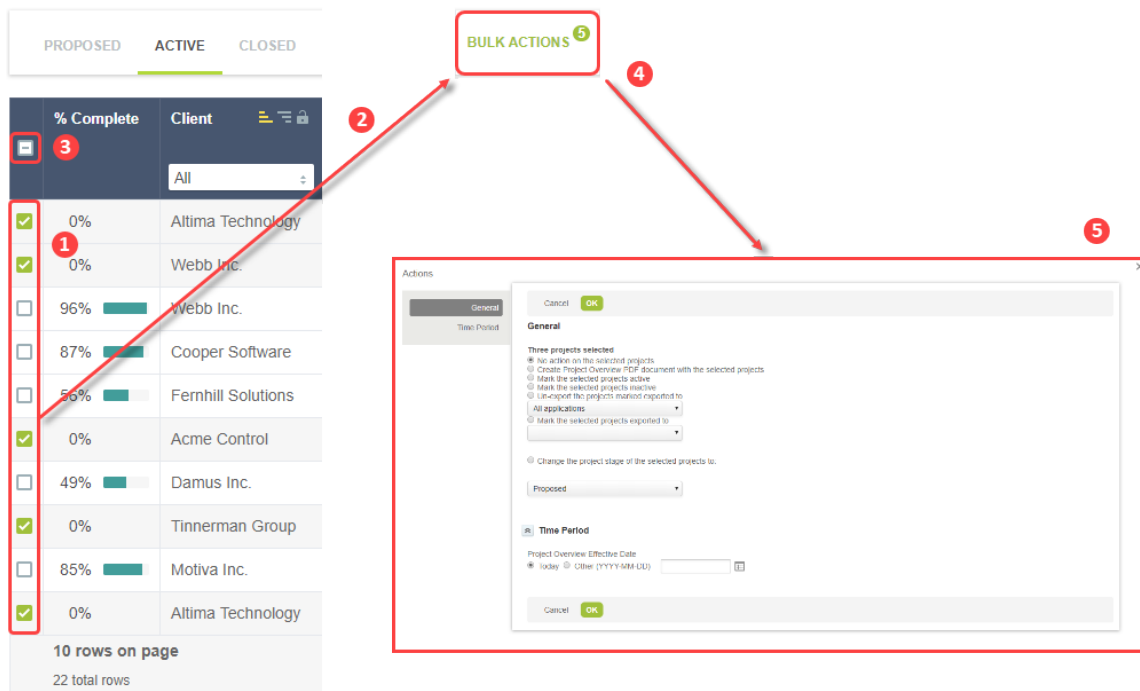 PROPOSED ACTIVE CLOSED
BULK ACTIONS 5
4
2
% Complete Client
3
All
0% Altima Technology
1
0% Webb Inc.
96% Webb Inc.
87% Cooper Software
56% Fernhill Solutions
0% Acme Control
49% Damus Inc.
0% Tinnerman Group
85% Motiva Inc.
0% Altima Technology
10 rows on page
22 total rows
5
Actions
General
Time Period
Cancel OK
General
Three projects selected
No action on the selected projects
Create Project Overview PDF document with the selected projects
Mark the selected projects active
Mark the selected projects inactive
Un-export the projects marked exported to
All applications
Mark the selected projects exported to
Change the project stage of the selected projects to:
Proposed
Time Period
Project Overview Effective Date
Today Other (YYYY-MM-DD)
Cancel OK